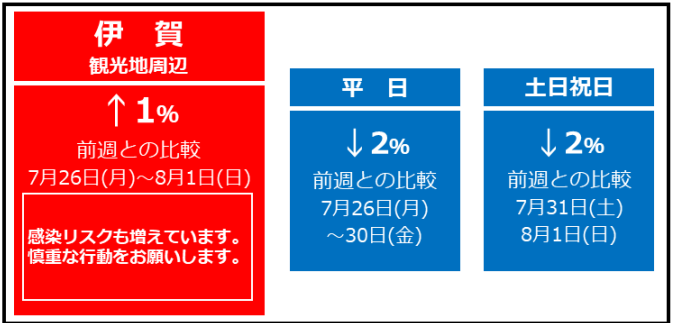 伊　賀
観光地周辺
↑1%
前週との比較
7月26日(月)～8月1日(日)
感染リスクも増えています。
慎重な行動をお願いします。
平　日
↓2%
前週との比較
7月26日(月)
～30日(金)
土日祝日
↓2%
前週との比較
7月31日(土)
8月1日(日)